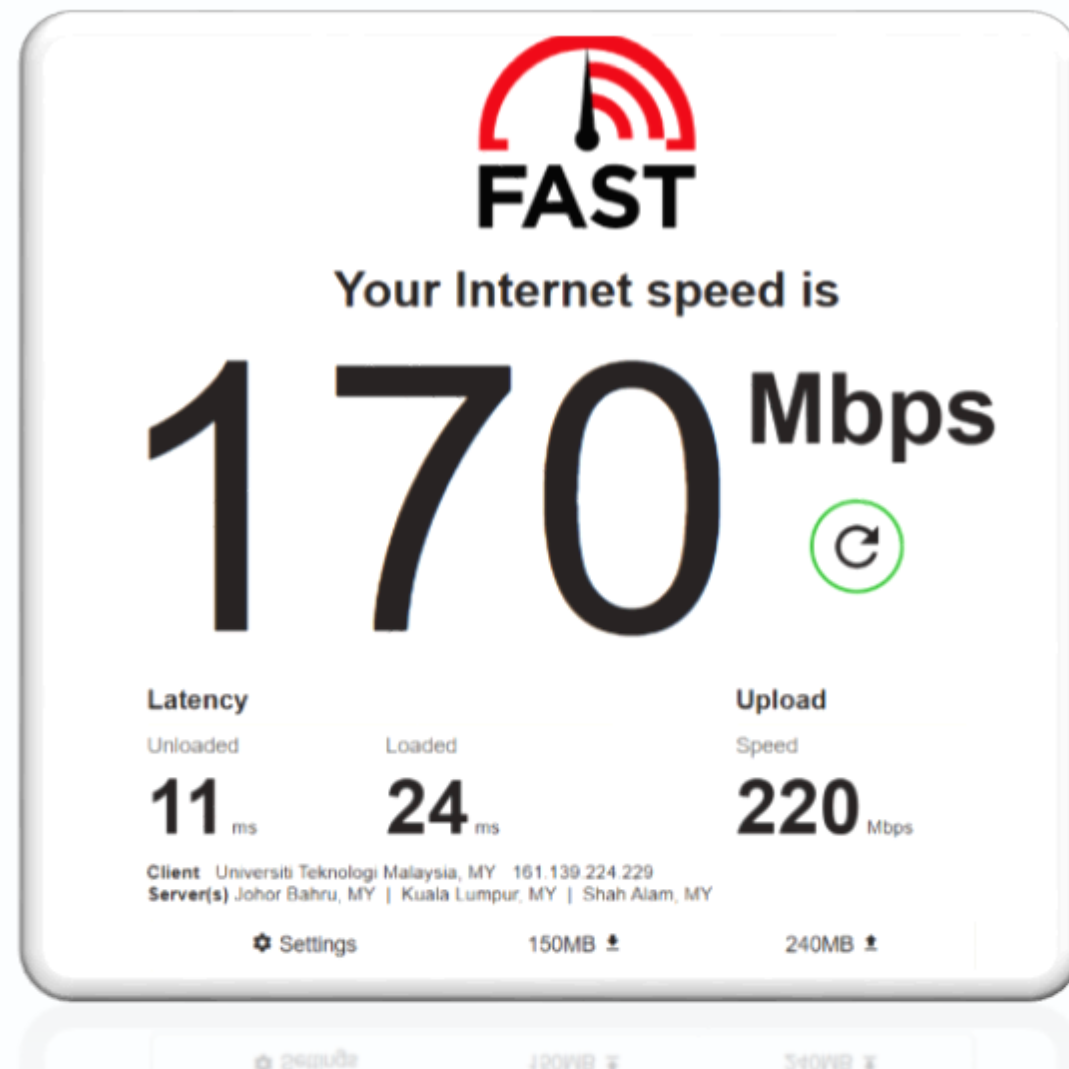 FAST
Your Internet speed is
170 Mbps
Latency
Upload
Unloaded
Loaded
Speed
11 ms
24 ms
220 Mbps
Client Universiti Teknologi Malaysia, MY 161.139.224.229
Server(s) Johor Bahru, MY | Kuala Lumpur, MY | Shah Alam, MY
Settings
150MB
240MB